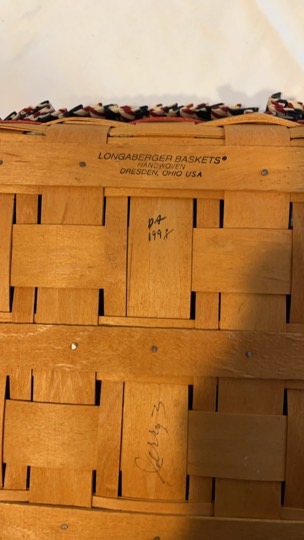 LONGABERGER BASKETS®
HANDWOVEN
DRESDEN, OHIO USA
DA
1998